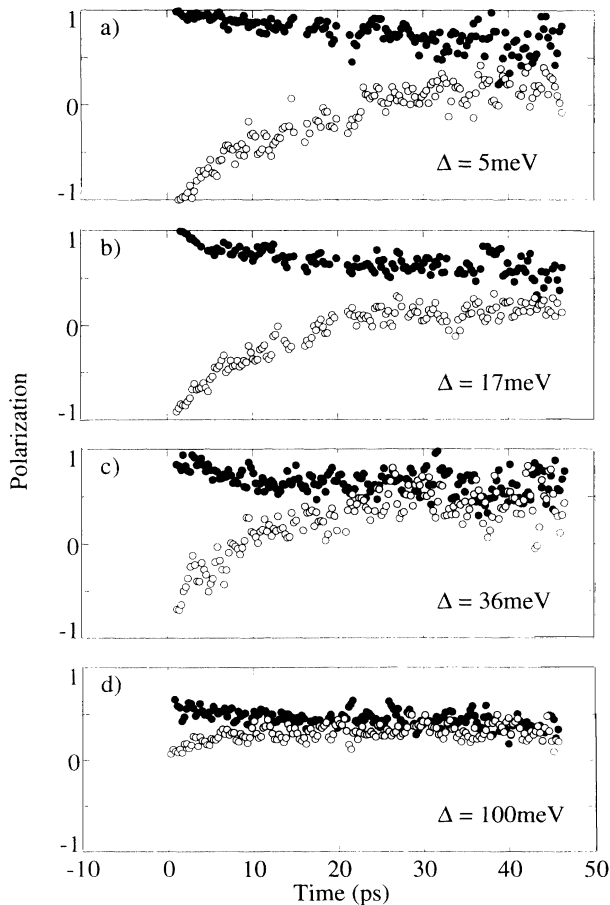 1
a)
0
Δ = 5meV
-1
1
b)
0
Δ = 17meV
-1
Polarization
1
c)
0
Δ = 36meV
-1
1
d)
0
Δ = 100meV
-1
-10 0 10 20 30 40 50
Time (ps)